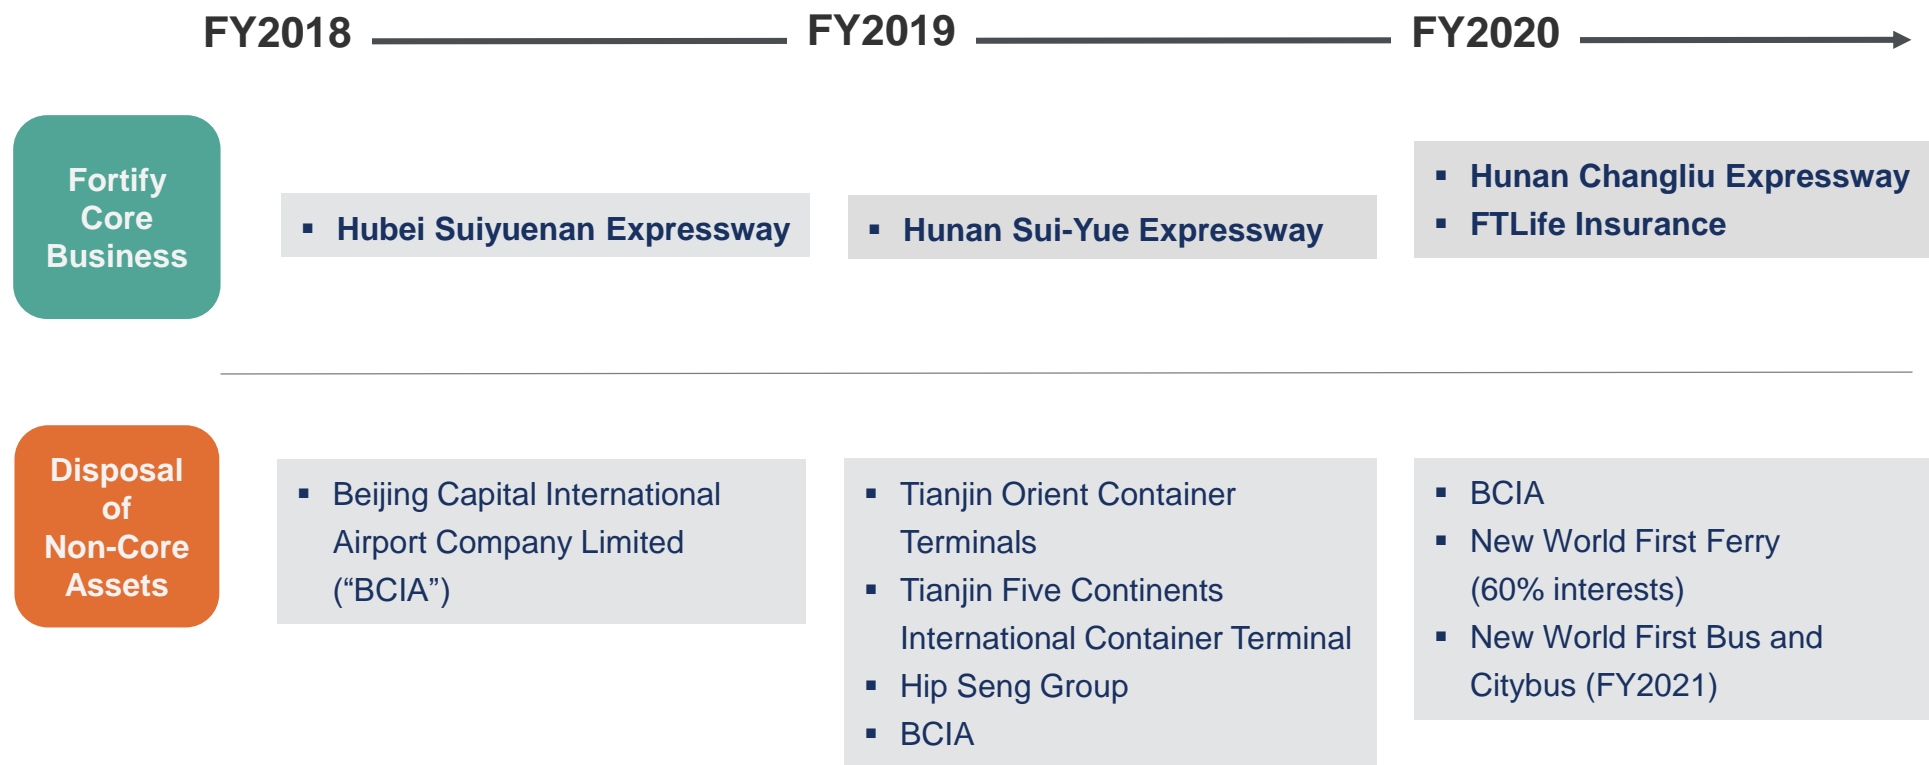 FY2018
FY2019
FY2020
Fortify
Core
Business
▪ Hubei Suiyuenan Expressway
▪ Hunan Sui-Yue Expressway
▪ Hunan Changliu Expressway
▪ FTLife Insurance
Disposal
of
Non-Core
Assets
▪ Beijing Capital International
Airport Company Limited
(“BCIA”)
▪ Tianjin Orient Container
Terminals
▪ Tianjin Five Continents
International Container Terminal
▪ Hip Seng Group
▪ BCIA
▪ BCIA
▪ New World First Ferry
(60% interests)
▪ New World First Bus and
Citybus (FY2021)